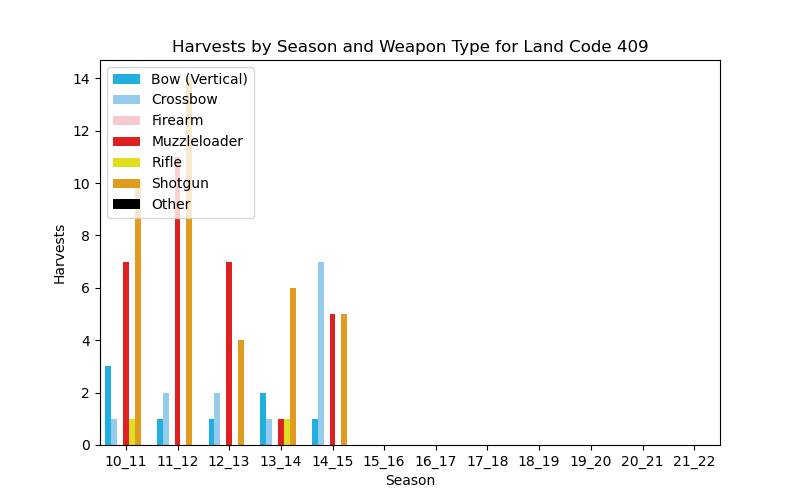 Harvests by Season and Weapon Type for Land Code 409
14
12
10
8
6
4
2
0
Harvests
Bow (Vertical)
Crossbow
Firearm
Muzzleloader
Rifle
Shotgun
Other
10_11 11_12 12_13 13_14 14_15 15_16 16_17 17_18 18_19 19_20 20_21 21_22
Season